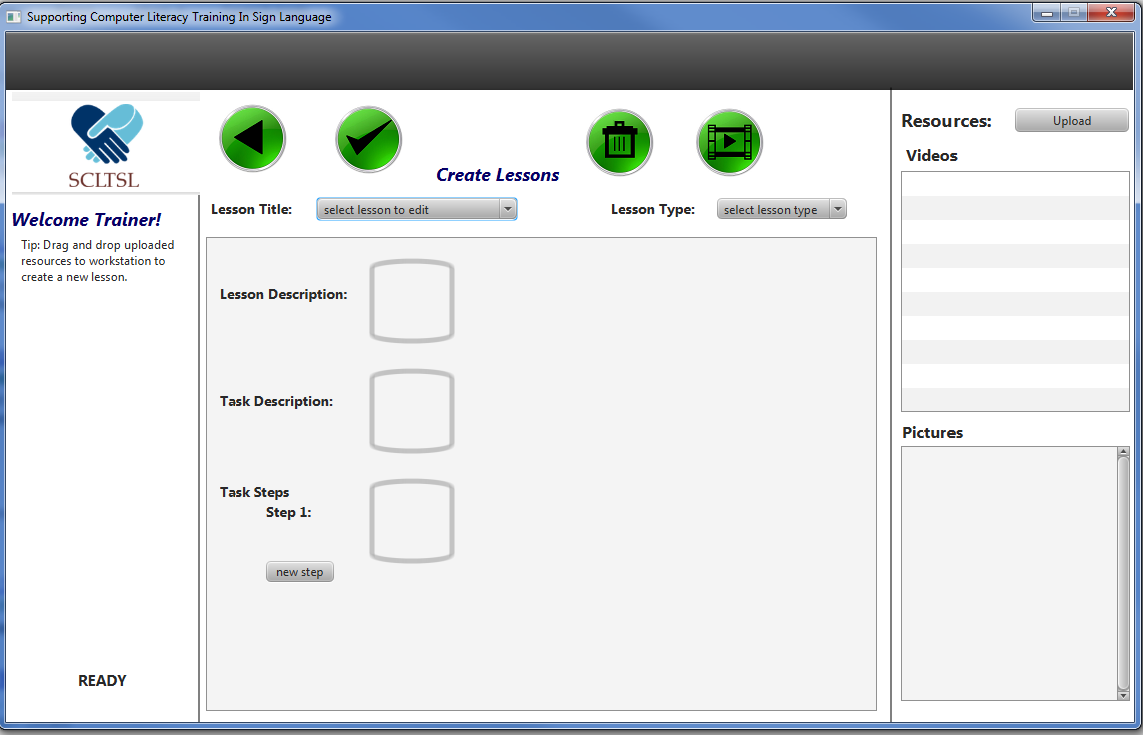 Supporting Computer Literacy Training In Sign Language
SCLTSL
Welcome Trainer!
Tip: Drag and drop uploaded
resources to workstation to
create a new lesson.
READY
Create Lessons
Lesson Title:
select lesson to edit
Lesson Type:
select lesson type
Lesson Description:
Task Description:
Task Steps
Step 1:
new step
Resources:
Upload
Videos
Pictures